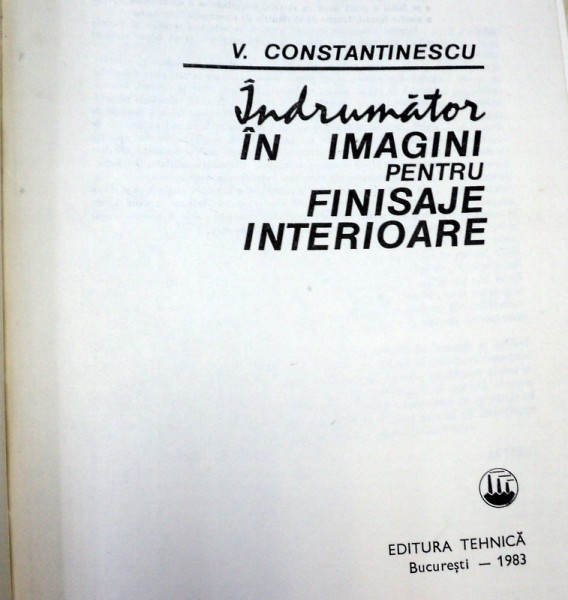 V. CONSTANTINESCU
Îndrumător
ÎN IMAGINI
PENTRU
FINISAJE
INTERIOARE
EDITURA TEHNICĂ
București — 1983